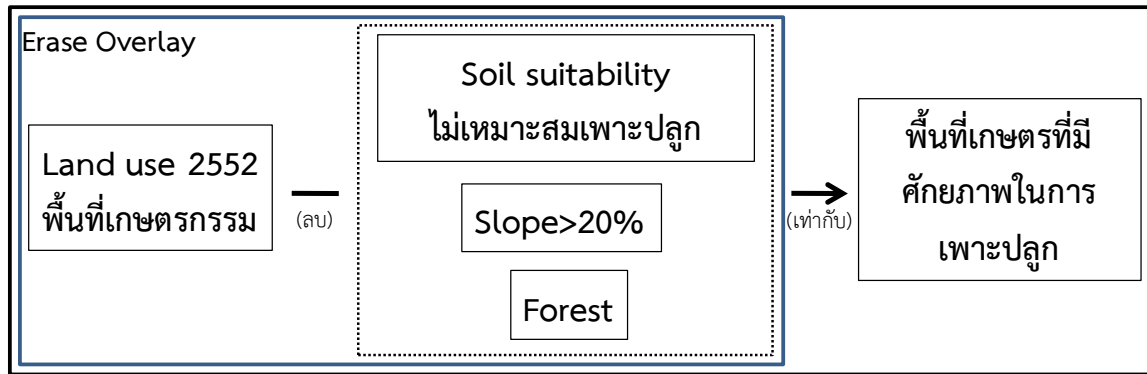 Erase Overlay
Land use 2552
พื้นที่เกษตรกรรม
(ลบ)
Soil suitability
ไม่เหมาะสมเพาะปลูก
Slope>20%
Forest
(เท่ากับ)
พื้นที่เกษตรที่มี
ศักยภาพในการ
เพาะปลูก